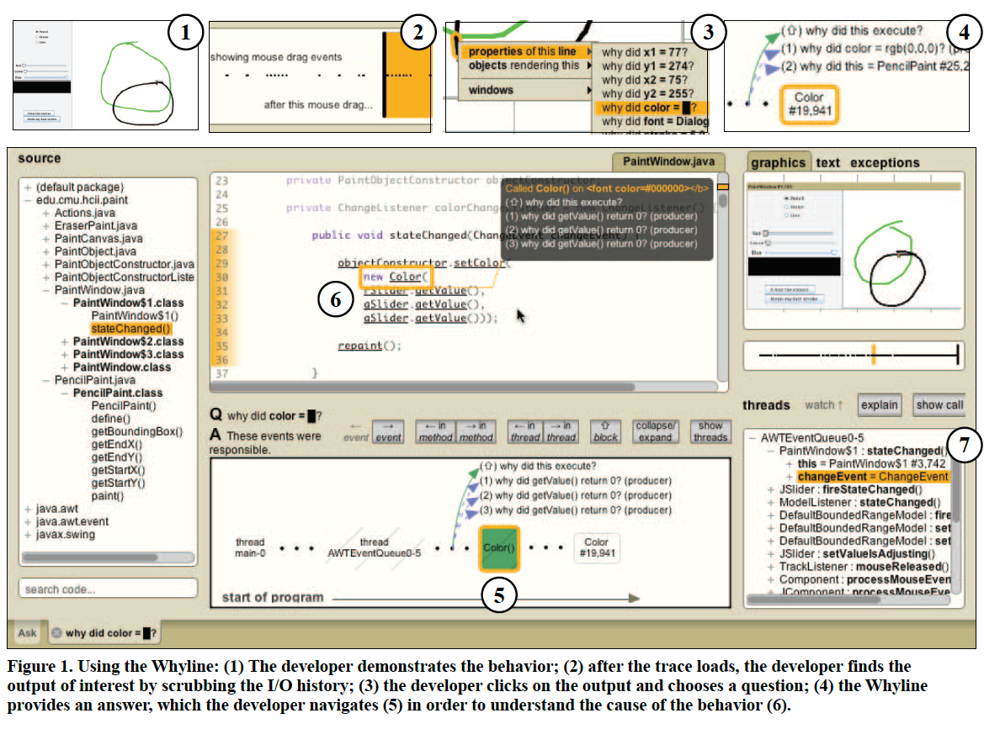 1
2
3
4
Pencil
Eraser
Line
showing mouse drag events
after this mouse drag...
properties of this line
objects rendering this
windows
why did x1 = 77?
why did y1 = 274?
why did x2 = 75?
why did y2 = 255?
why did color = ?
why did font = Dialog
(⇧) why did this execute?
(1) why did color = rgb(0,0,0)? (pr
(2) why did this = PencilPaint #25,2
Color
#19,941
source
+ (default package)
− edu.cmu.hcii.paint
+ Actions.java
+ EraserPaint.java
+ PaintCanvas.java
+ PaintObject.java
+ PaintObjectConstructor.java
+ PaintObjectConstructorListe
− PaintWindow.java
− PaintWindow$1.class
PaintWindow$1()
stateChanged()
+ PaintWindow$2.class
+ PaintWindow$3.class
+ PaintWindow.class
− PencilPaint.java
− PencilPaint.class
PencilPaint()
define()
getBoundingBox()
getEndX()
getEndY()
getStartX()
getStartY()
paint()
+ java.awt
+ java.awt.event
+ javax.swing
search code...
PaintWindow.java
23 private PaintObjectConstructor objectConstructor;
24
25 private ChangeListener colorChange = new ChangeListener() {
26
27 public void stateChanged(ChangeEvent changeEvent) {
28
29 objectConstructor.setColor(
30 new Color(
31 rSlider.getValue(),
32 gSlider.getValue(),
33 gSlider.getValue()));
34
35 repaint();
36
37 }
Called Color() on <font color=#000000></b>
(⇧) why did this execute?
(1) why did getValue() return 0? (producer)
(2) why did getValue() return 0? (producer)
(3) why did getValue() return 0? (producer)
6
Q why did color = ?
A These events were
responsible.
← event
→ event
← in method
→ in method
← in thread
→ in thread
⇧ block
collapse/ expand
show threads
(⇧) why did this execute?
(1) why did getValue() return 0? (producer)
(2) why did getValue() return 0? (producer)
(3) why did getValue() return 0? (producer)
thread
main-0
thread
AWTEventQueue0-5
Color()
Color
#19,941
5
start of program
graphics text exceptions
Pencil
Eraser
Line
Blue
Clear the canvas
Undo my last stroke
threads watch ↑ explain show call
7
− AWTEventQueue0-5
− PaintWindow$1 : stateChanged()
+ this = PaintWindow$1 #3,742
+ changeEvent = ChangeEvent
+ JSlider : fireStateChanged()
+ ModelListener : stateChanged()
+ DefaultBoundedRangeModel : fire
+ DefaultBoundedRangeModel : set
+ DefaultBoundedRangeModel : set
+ JSlider : setValueIsAdjusting()
+ TrackListener : mouseReleased()
+ Component : processMouseEven
+ JComponent : processMouseEve
Ask
why did color = ?
Figure 1. Using the Whyline: (1) The developer demonstrates the behavior; (2) after the trace loads, the developer finds the
output of interest by scrubbing the I/O history; (3) the developer clicks on the output and chooses a question; (4) the Whyline
provides an answer, which the developer navigates (5) in order to understand the cause of the behavior (6).